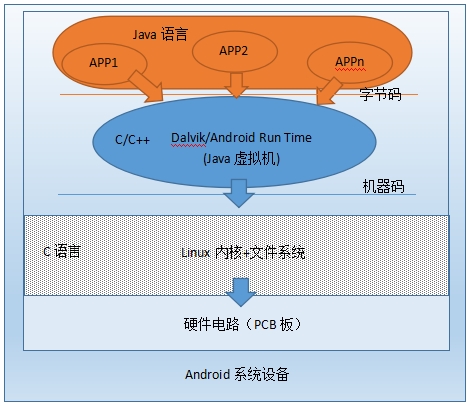 Java 语言
APP1
APP2
APPn
字节码
C/C++ Dalvik/Android Run Time
(Java 虚拟机)
机器码
C 语言
Linux 内核+文件系统
硬件电路（PCB 板）
Android 系统设备